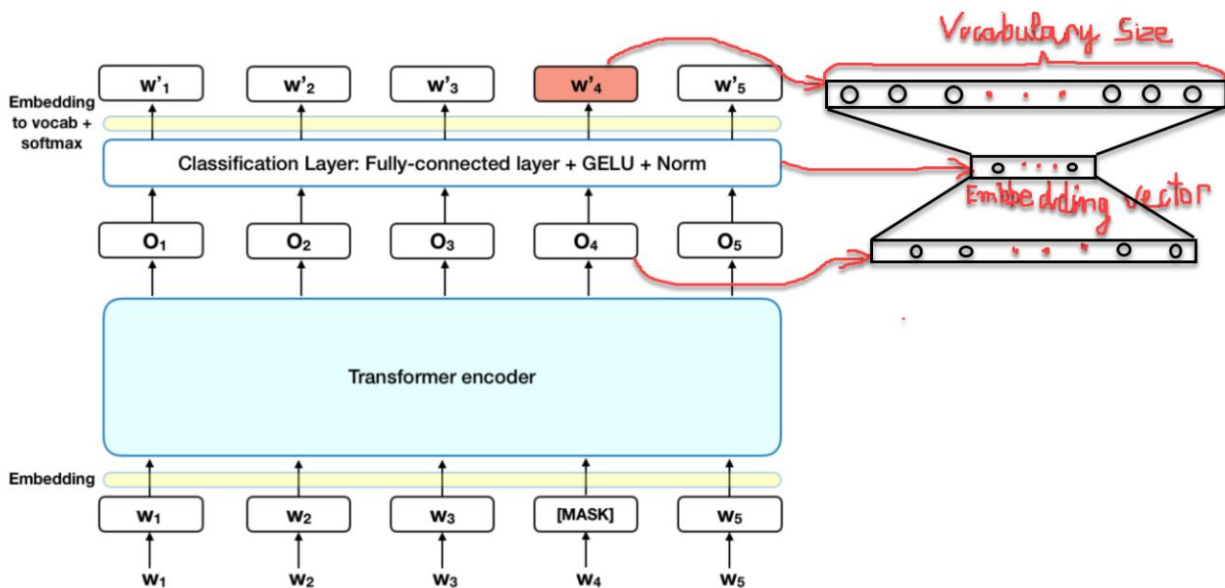 Vocabulary Size
w'1 w'2 w'3 w'4 w'5
Embedding
to vocab +
softmax
Classification Layer: Fully-connected layer + GELU + Norm
Embedding vector
O1 O2 O3 O4 O5
Transformer encoder
Embedding
W1 W2 W3 [MASK] W5
W1 W2 W3 W4 W5